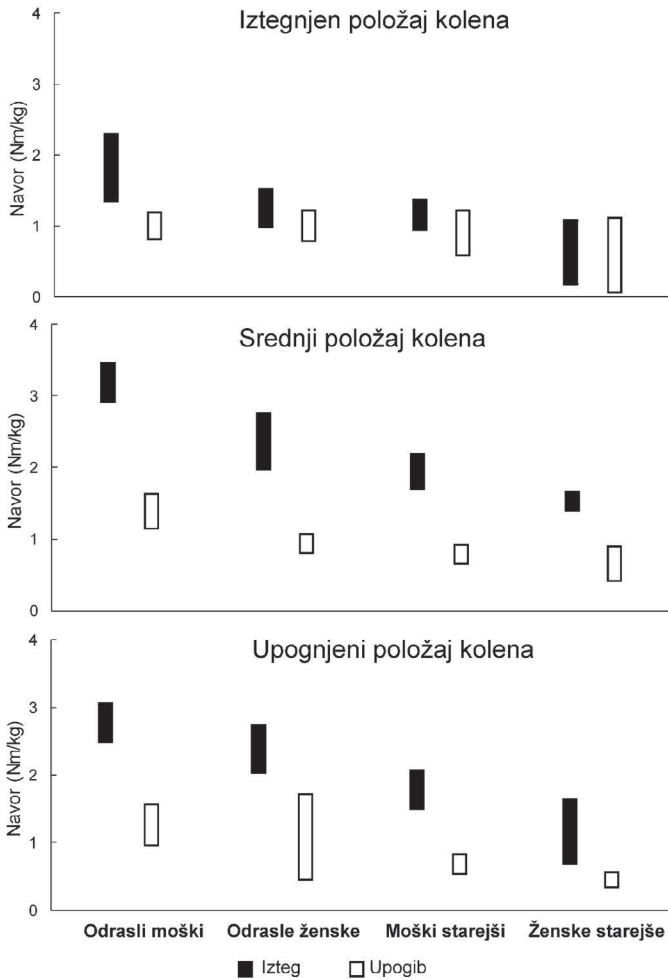 Iztegnjen položaj kolena
Navor (Nm/kg)
4
3
2
1
0
Srednji položaj kolena
Navor (Nm/kg)
4
3
2
1
0
Upognjeni položaj kolena
Navor (Nm/kg)
4
3
2
1
0
Odrasli moški Odrasle ženske Moški starejši Ženske starejše
Izteg Upogib